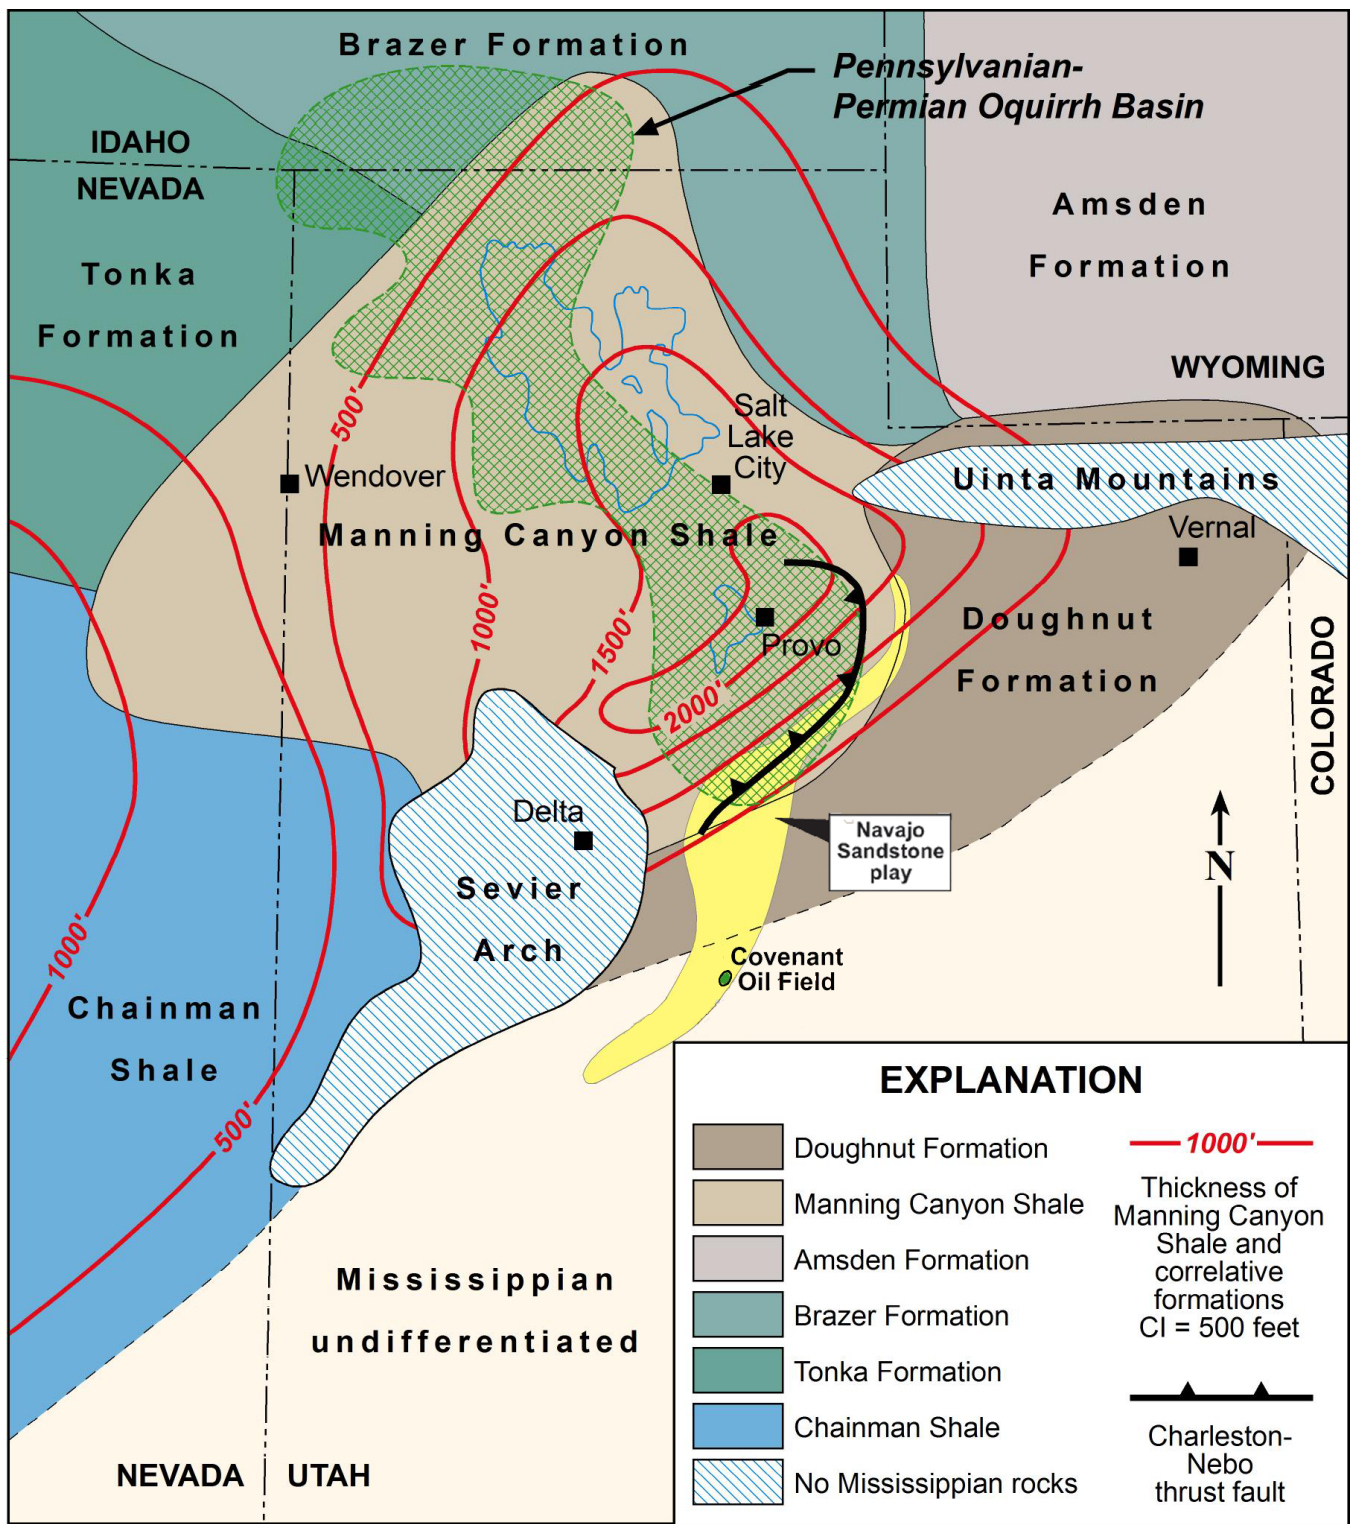 Brazer Formation
Pennsylvanian-
Permian Oquirrh Basin
IDAHO
NEVADA
Amsden
Formation
Tonka
Formation
WYOMING
500'
Salt
Lake
City
Wendover
Uinta Mountains
Manning Canyon Shale
Vernal
1000'
1500'
Provo
Doughnut
Formation
2000'
COLORADO
Delta
Navajo
Sandstone
play
N
Sevier
Arch
1000'
Covenant
Oil Field
Chainman
Shale
500'
Mississippian
undifferentiated
NEVADA
UTAH
EXPLANATION
Doughnut Formation
Manning Canyon Shale
Amsden Formation
Brazer Formation
Tonka Formation
Chainman Shale
No Mississippian rocks
1000'
Thickness of
Manning Canyon
Shale and
correlative
formations
CI = 500 feet
Charleston-
Nebo
thrust fault